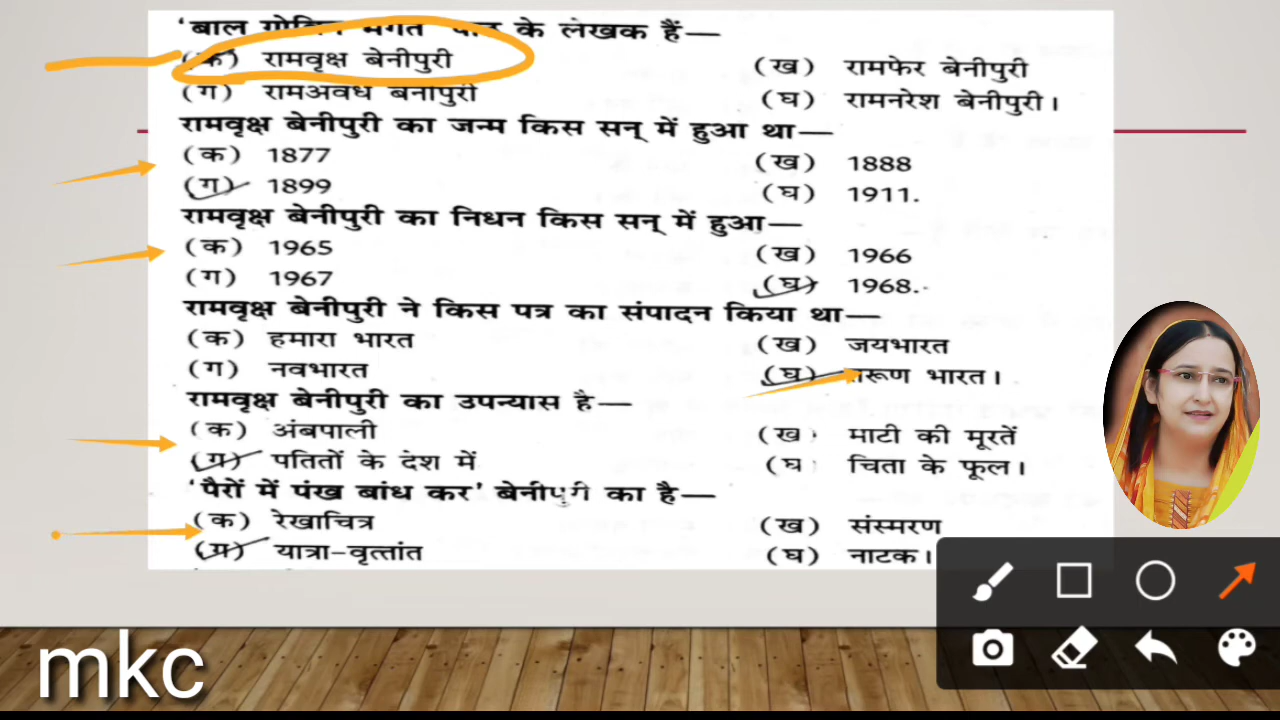 'बाल गोबिन भगत' पाठ के लेखक हैं—
(क) रामवृक्ष बेनीपुरी (ख) रामफेर बेनीपुरी
(ग) रामअवध बेनीपुरी (घ) रामनरेश बेनीपुरी।
रामवृक्ष बेनीपुरी का जन्म किस सन् में हुआ था—
(क) 1877 (ख) 1888
(ग) 1899 (घ) 1911.
रामवृक्ष बेनीपुरी का निधन किस सन् में हुआ—
(क) 1965 (ख) 1966
(ग) 1967 (घ) 1968.
रामवृक्ष बेनीपुरी ने किस पत्र का संपादन किया था—
(क) हमारा भारत (ख) जयभारत
(ग) नवभारत (घ) तरूण भारत।
रामवृक्ष बेनीपुरी का उपन्यास है—
(क) अंबपाली (ख) माटी की मूरतें
(ग) पतितों के देश में (घ) चिता के फूल।
'पैरों में पंख बांध कर' बेनीपुरी का है—
(क) रेखाचित्र (ख) संस्मरण
(ग) यात्रा-वृत्तांत (घ) नाटक।
mkc